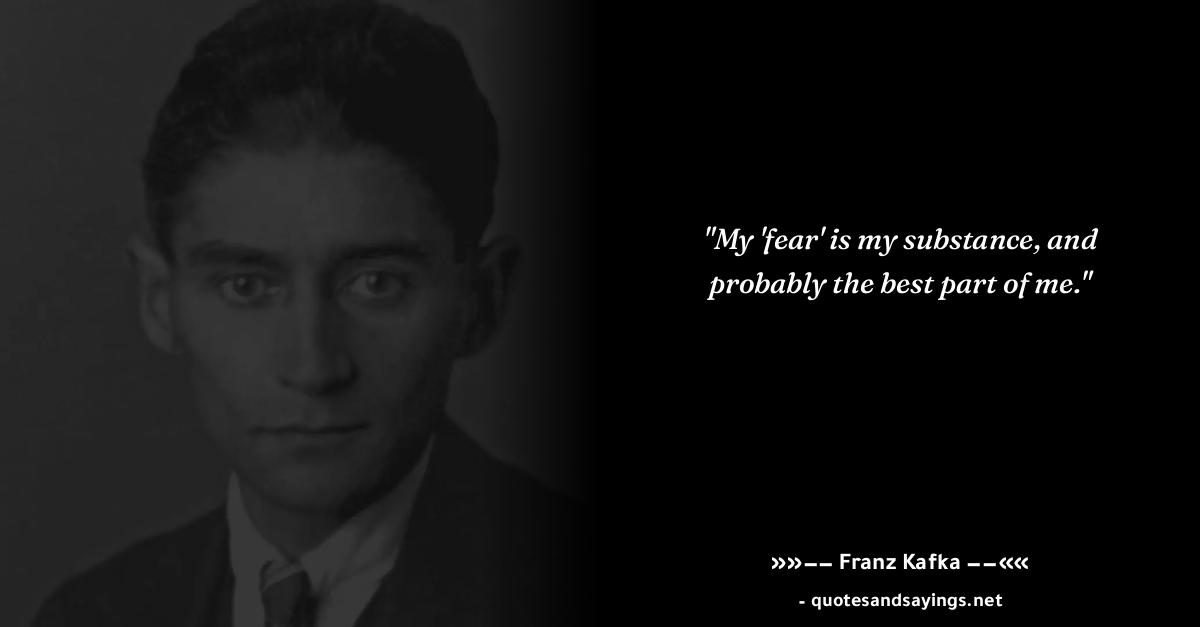 "My 'fear' is my substance, and
probably the best part of me."
»»−− Franz Kafka −−««
- quotesandsayings.net